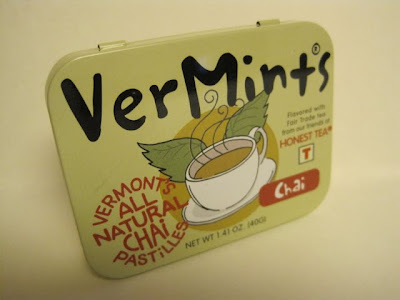 VerMints®
Flavored with
Fair Trade tea
from our friends at
HONEST TEA®
T
Chai
VERMONT'S
ALL
NATURAL
CHAI
PASTILLES
NET WT 1.41 OZ. (40G)